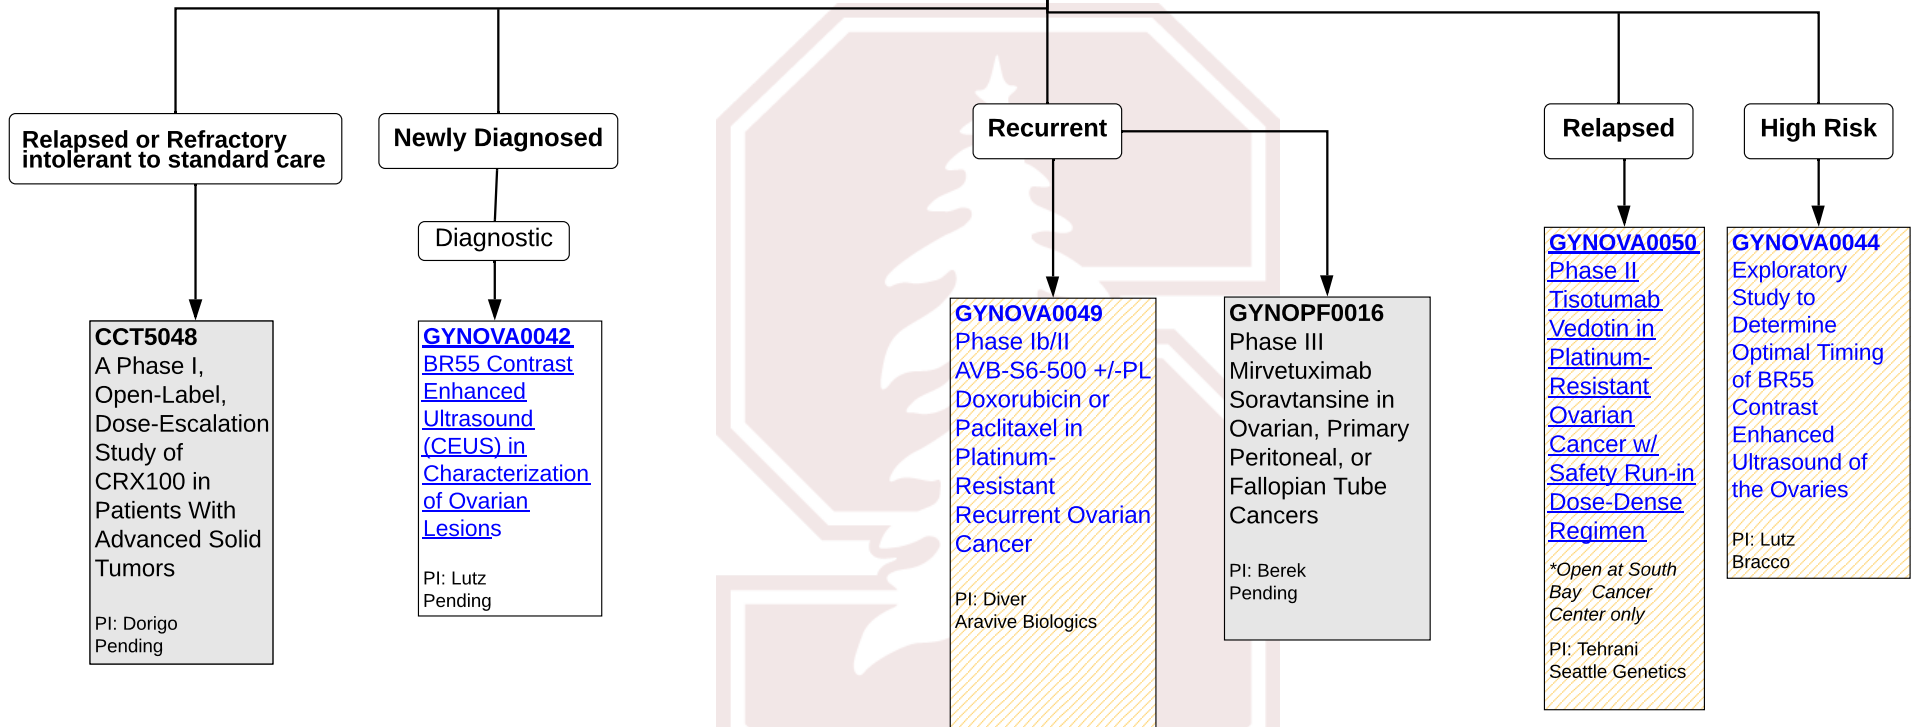 Relapsed or Refractory
intolerant to standard care
Newly Diagnosed
Diagnostic
Recurrent
Relapsed
High Risk
CCT5048
A Phase I,
Open-Label,
Dose-Escalation
Study of
CRX100 in
Patients With
Advanced Solid
Tumors
PI: Dorigo
Pending
GYNOVA0042
BR55 Contrast
Enhanced
Ultrasound
(CEUS) in
Characterization
of Ovarian
Lesions
PI: Lutz
Pending
GYNOVA0049
Phase Ib/II
AVB-S6-500 +/-PL
Doxorubicin or
Paclitaxel in
Platinum-
Resistant
Recurrent Ovarian
Cancer
PI: Diver
Aravive Biologics
GYNOPF0016
Phase III
Mirvetuximab
Soravtansine in
Ovarian, Primary
Peritoneal, or
Fallopian Tube
Cancers
PI: Berek
Pending
GYNOVA0050
Phase II
Tisotumab
Vedotin in
Platinum-
Resistant
Ovarian
Cancer w/
Safety Run-in
Dose-Dense
Regimen
*Open at South
Bay Cancer
Center only
PI: Tehrani
Seattle Genetics
GYNOVA0044
Exploratory
Study to
Determine
Optimal Timing
of BR55
Contrast
Enhanced
Ultrasound of
the Ovaries
PI: Lutz
Bracco